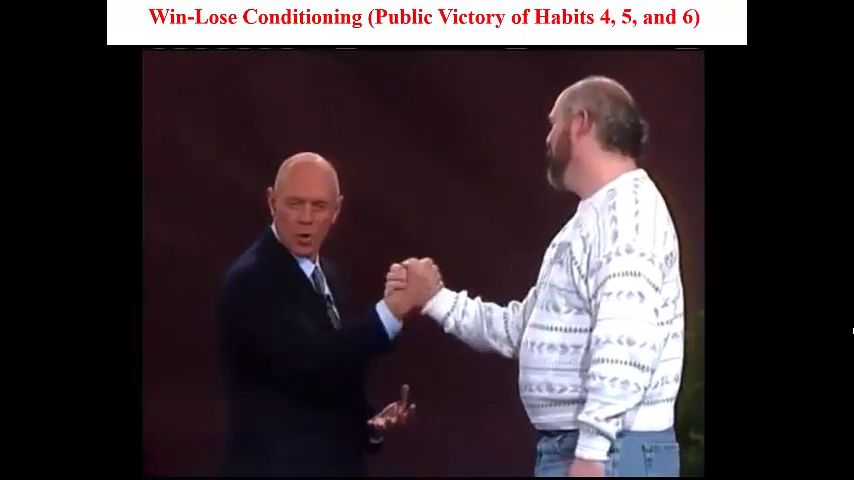 Win-Lose Conditioning (Public Victory of Habits 4, 5, and 6)